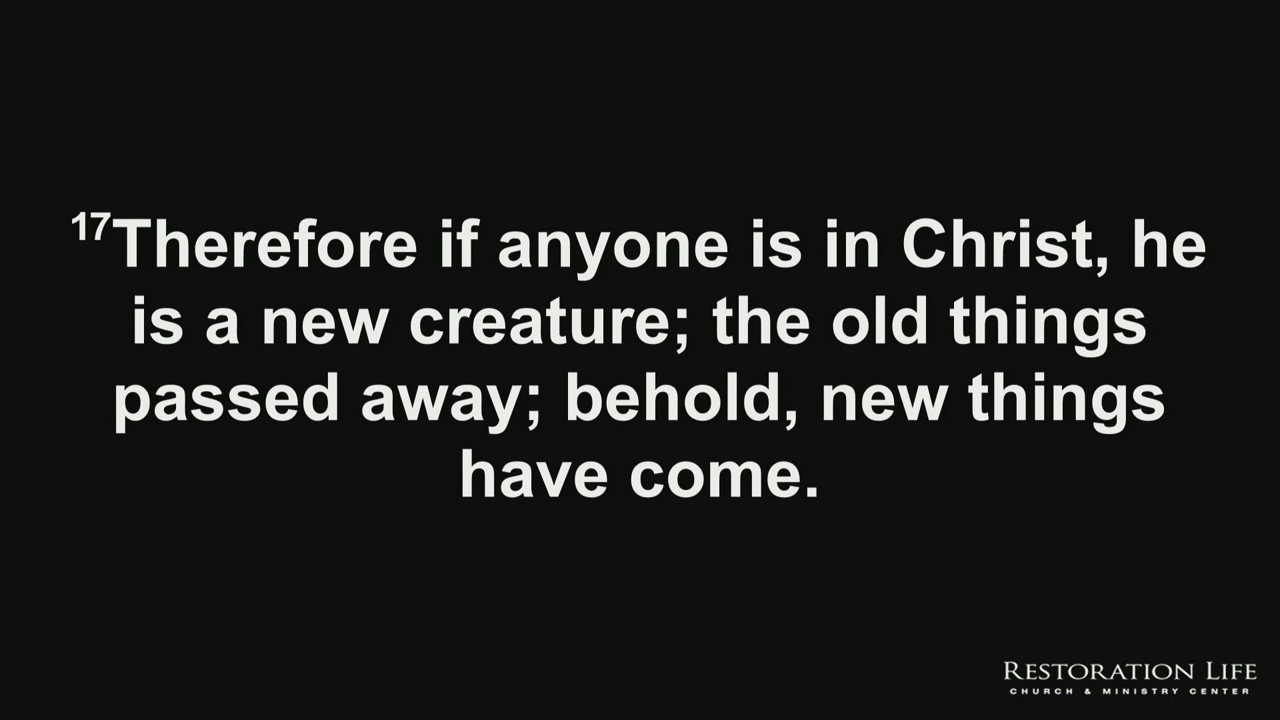 17Therefore if anyone is in Christ, he
is a new creature; the old things
passed away; behold, new things
have come.
RESTORATION LIFE
CHURCH & MINISTRY CENTER